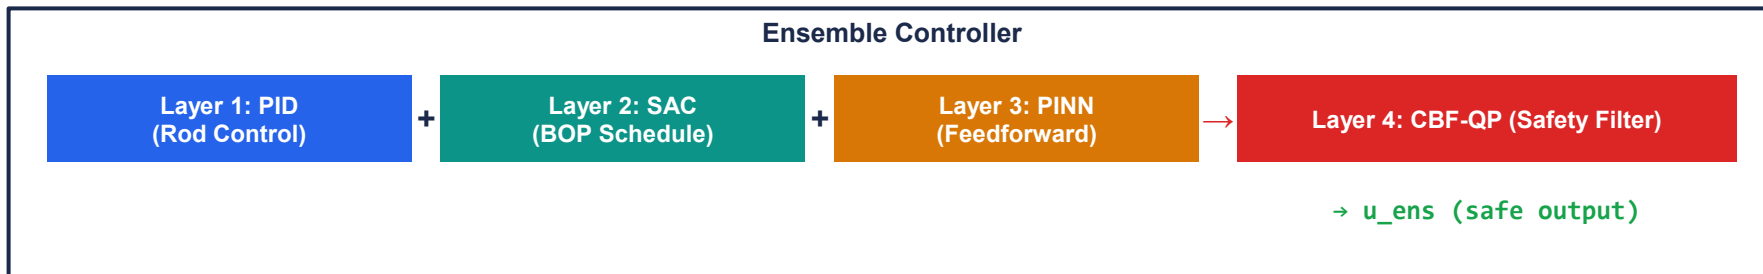 Ensemble Controller
Layer 1: PID
(Rod Control)
+
Layer 2: SAC
(BOP Schedule)
+
Layer 3: PINN
(Feedforward)
→
Layer 4: CBF-QP (Safety Filter)
→ u_ens (safe output)